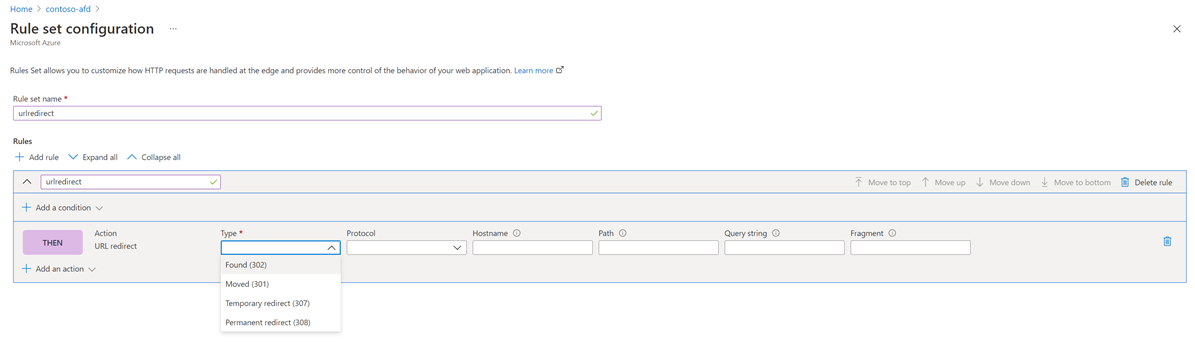 Home > contoso-afd >
Rule set configuration ...
Microsoft Azure
Rules Set allows you to customize how HTTP requests are handled at the edge and provides more control of the behavior of your web application. Learn more
Rule set name *
urlredirect
Rules
Add rule Expand all Collapse all
urlredirect Move to top Move up Move down Move to bottom Delete rule
Add a condition
THEN
Action Type * Protocol Hostname Path Query string Fragment
URL redirect
Add an action
Found (302)
Moved (301)
Temporary redirect (307)
Permanent redirect (308)